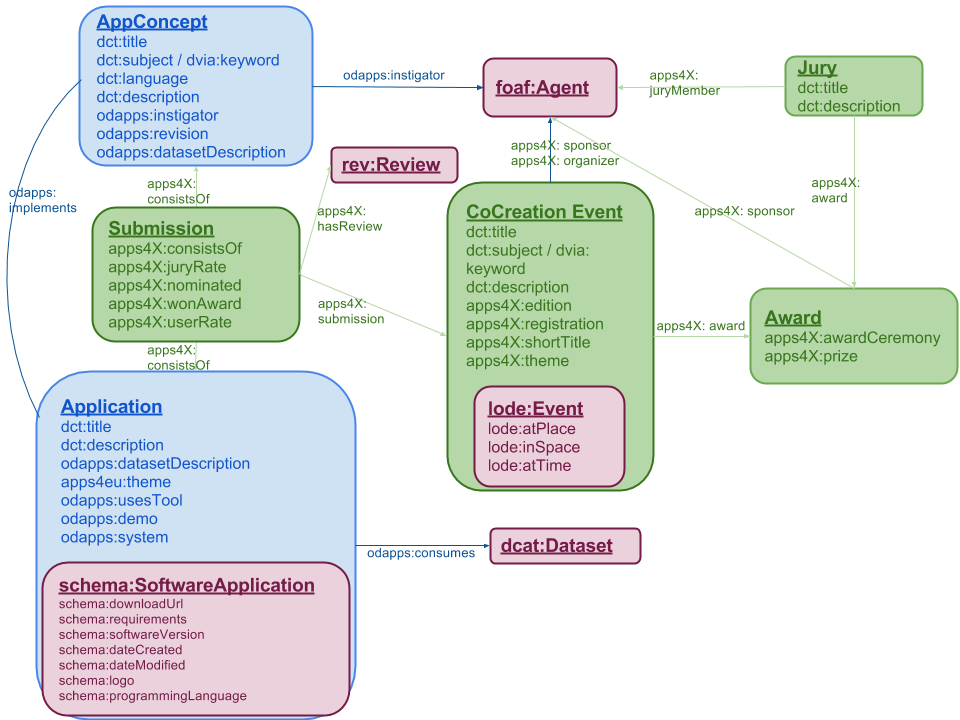 AppConcept
dct:title
dct:subject / dvia:keyword
dct:language
dct:description
odapps:instigator
odapps:revision
odapps:datasetDescription
odapps:instigator
foaf:Agent
apps4X:
juryMember
Jury
dct:title
dct:description
rev:Review
apps4X: sponsor
apps4X: organizer
apps4X:
consistsOf
odapps:
implements
apps4X:
hasReview
apps4X: sponsor
apps4X:
award
Submission
apps4X:consistsOf
apps4X:juryRate
apps4X:nominated
apps4X:wonAward
apps4X:userRate
apps4X:
submission
CoCreation Event
dct:title
dct:subject / dvia:
keyword
dct:description
apps4X:edition
apps4X:registration
apps4X:shortTitle
apps4X:theme
apps4X: award
Award
apps4X:awardCeremony
apps4X:prize
lode:Event
lode:atPlace
lode:inSpace
lode:atTime
apps4X:
consistsOf
Application
dct:title
dct:description
odapps:datasetDescription
apps4eu:theme
odapps:usesTool
odapps:demo
odapps:system
odapps:consumes
dcat:Dataset
schema:SoftwareApplication
schema:downloadUrl
schema:requirements
schema:softwareVersion
schema:dateCreated
schema:dateModified
schema:logo
schema:programmingLanguage